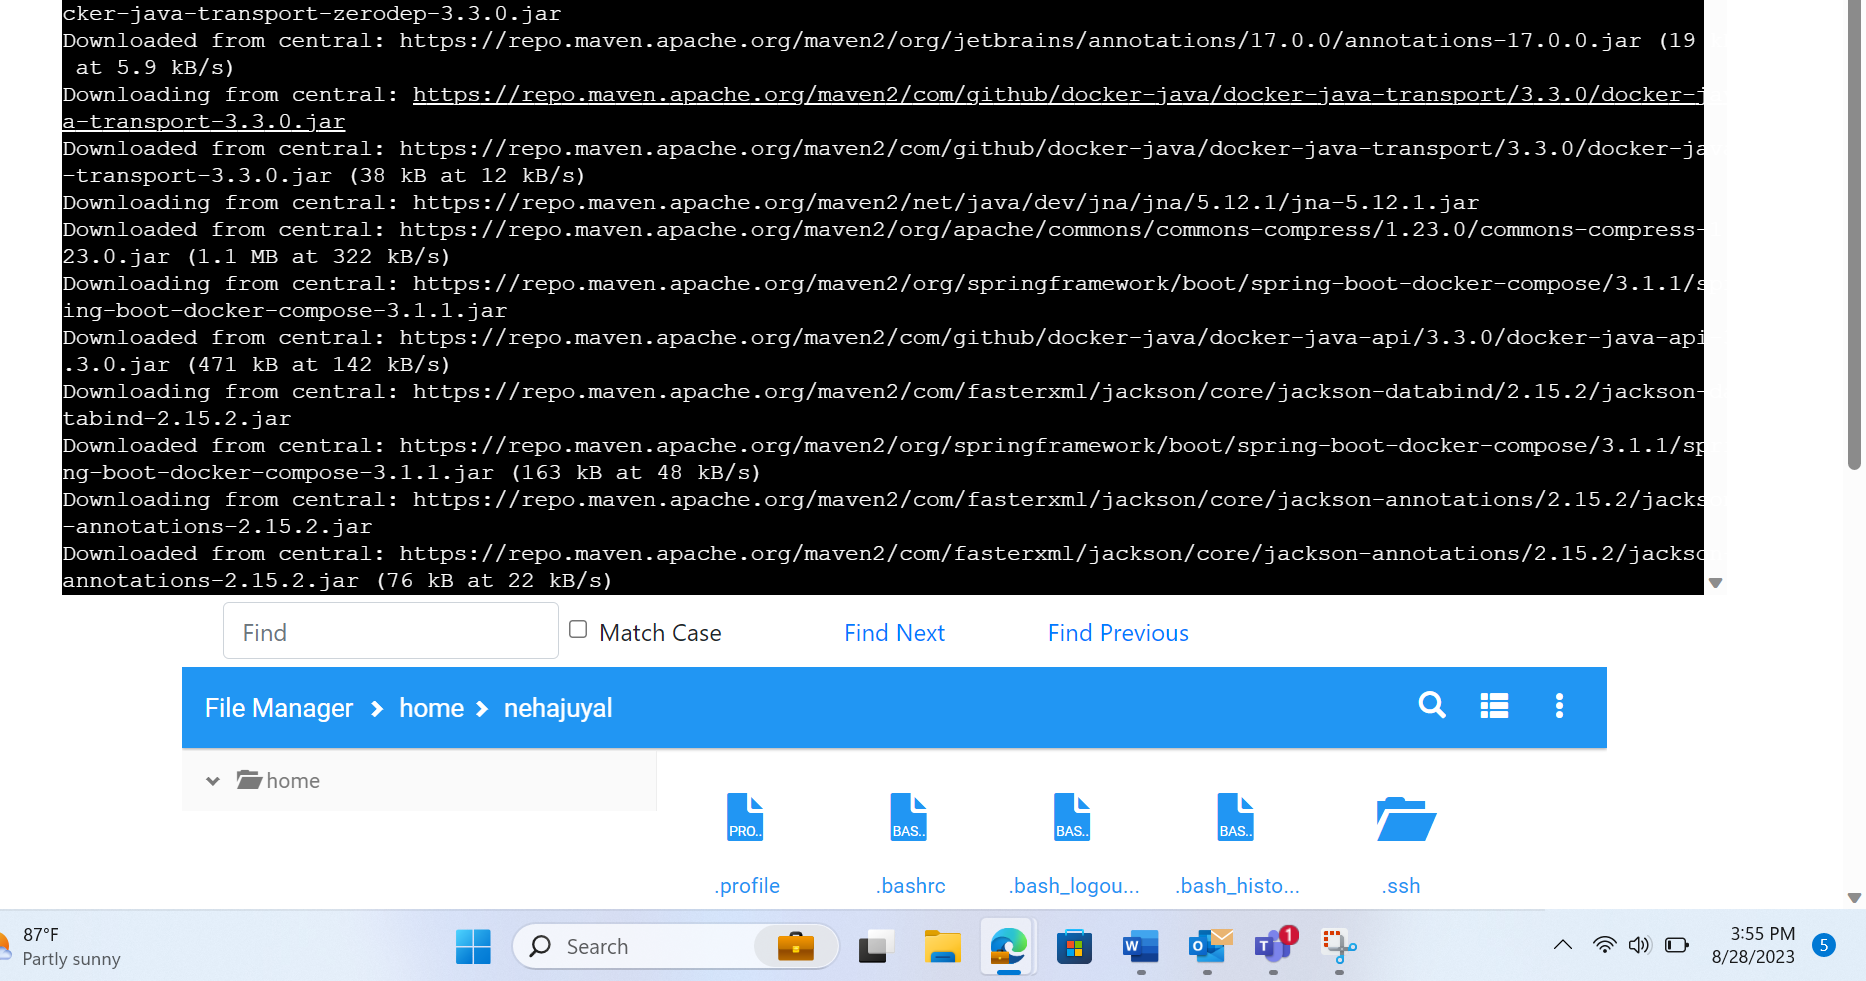 cker-java-transport-zerodep-3.3.0.jar
Downloaded from central: https://repo.maven.apache.org/maven2/org/jetbrains/annotations/17.0.0/annotations-17.0.0.jar (19
at 5.9 kB/s)
Downloading from central: https://repo.maven.apache.org/maven2/com/github/docker-java/docker-java-transport/3.3.0/docker-ja
a-transport-3.3.0.jar
Downloaded from central: https://repo.maven.apache.org/maven2/com/github/docker-java/docker-java-transport/3.3.0/docker-jav
-transport-3.3.0.jar (38 kB at 12 kB/s)
Downloading from central: https://repo.maven.apache.org/maven2/net/java/dev/jna/jna/5.12.1/jna-5.12.1.jar
Downloaded from central: https://repo.maven.apache.org/maven2/org/apache/commons/commons-compress/1.23.0/commons-compress-
23.0.jar (1.1 MB at 322 kB/s)
Downloading from central: https://repo.maven.apache.org/maven2/org/springframework/boot/spring-boot-docker-compose/3.1.1/sp
ing-boot-docker-compose-3.1.1.jar
Downloaded from central: https://repo.maven.apache.org/maven2/com/github/docker-java/docker-java-api/3.3.0/docker-java-api
.3.0.jar (471 kB at 142 kB/s)
Downloading from central: https://repo.maven.apache.org/maven2/com/fasterxml/jackson/core/jackson-databind/2.15.2/jackson-d
tabind-2.15.2.jar
Downloaded from central: https://repo.maven.apache.org/maven2/org/springframework/boot/spring-boot-docker-compose/3.1.1/sp
ng-boot-docker-compose-3.1.1.jar (163 kB at 48 kB/s)
Downloading from central: https://repo.maven.apache.org/maven2/com/fasterxml/jackson/core/jackson-annotations/2.15.2/jacks
-annotations-2.15.2.jar
Downloaded from central: https://repo.maven.apache.org/maven2/com/fasterxml/jackson/core/jackson-annotations/2.15.2/jackson
annotations-2.15.2.jar (76 kB at 22 kB/s)
Find
Match Case
Find Next
Find Previous
File Manager > home > nehajuyal
home
PRO..
BAS..
BAS..
BAS..
.profile
.bashrc
.bash_logou...
.bash_histo...
.ssh
87°F
Partly sunny
Search
W
O
T
1
3:55 PM
8/28/2023
5